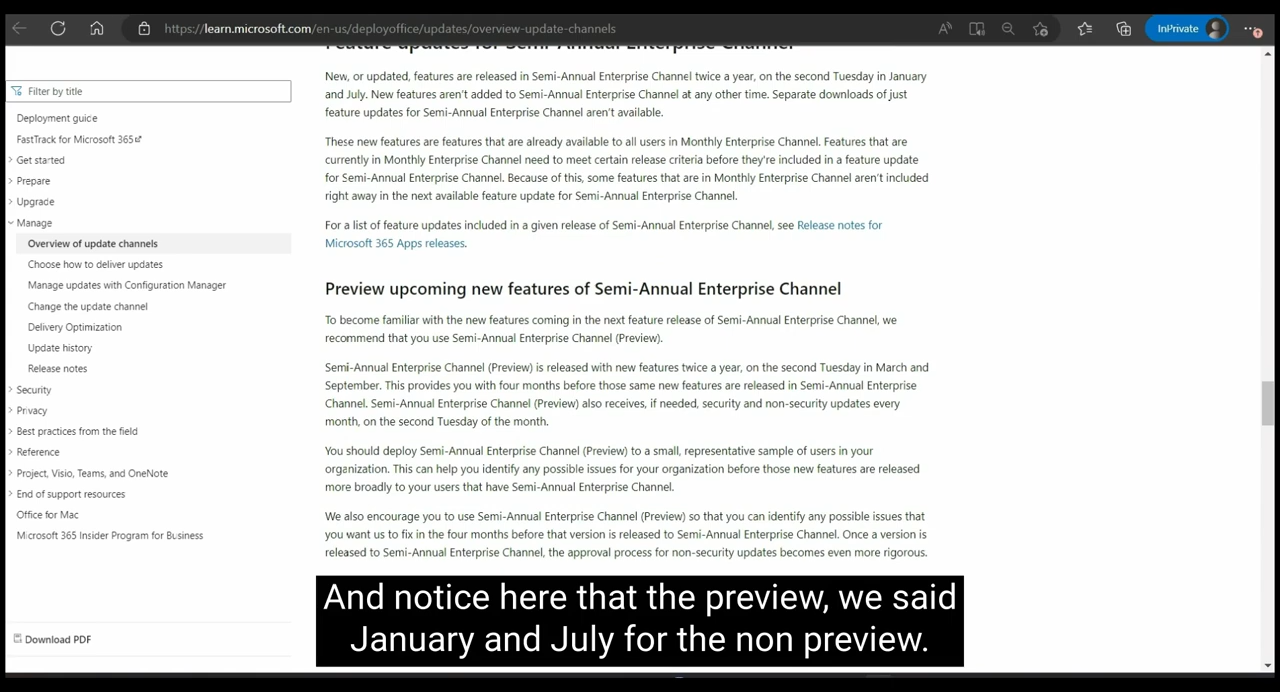 https://learn.microsoft.com/en-us/deployoffice/updates/overview-update-channels
InPrivate
Feature updates for Semi-Annual Enterprise Channel
Filter by title
Deployment guide
FastTrack for Microsoft 365
Get started
Prepare
Upgrade
Manage
Overview of update channels
Choose how to deliver updates
Manage updates with Configuration Manager
Change the update channel
Delivery Optimization
Update history
Release notes
Security
Privacy
Best practices from the field
Reference
Project, Visio, Teams, and OneNote
End of support resources
Office for Mac
Microsoft 365 Insider Program for Business
Download PDF
New, or updated, features are released in Semi-Annual Enterprise Channel twice a year, on the second Tuesday in January
and July. New features aren't added to Semi-Annual Enterprise Channel at any other time. Separate downloads of just
feature updates for Semi-Annual Enterprise Channel aren't available.
These new features are features that are already available to all users in Monthly Enterprise Channel. Features that are
currently in Monthly Enterprise Channel need to meet certain release criteria before they're included in a feature update
for Semi-Annual Enterprise Channel. Because of this, some features that are in Monthly Enterprise Channel aren't included
right away in the next available feature update for Semi-Annual Enterprise Channel.
For a list of feature updates included in a given release of Semi-Annual Enterprise Channel, see Release notes for
Microsoft 365 Apps releases.
Preview upcoming new features of Semi-Annual Enterprise Channel
To become familiar with the new features coming in the next feature release of Semi-Annual Enterprise Channel, we
recommend that you use Semi-Annual Enterprise Channel (Preview).
Semi-Annual Enterprise Channel (Preview) is released with new features twice a year, on the second Tuesday in March and
September. This provides you with four months before those same new features are released in Semi-Annual Enterprise
Channel. Semi-Annual Enterprise Channel (Preview) also receives, if needed, security and non-security updates every
month, on the second Tuesday of the month.
You should deploy Semi-Annual Enterprise Channel (Preview) to a small, representative sample of users in your
organization. This can help you identify any possible issues for your organization before those new features are released
more broadly to your users that have Semi-Annual Enterprise Channel.
We also encourage you to use Semi-Annual Enterprise Channel (Preview) so that you can identify any possible issues that
you want us to fix in the four months before that version is released to Semi-Annual Enterprise Channel. Once a version is
released to Semi-Annual Enterprise Channel, the approval process for non-security updates becomes even more rigorous.
And notice here that the preview, we said
January and July for the non preview.